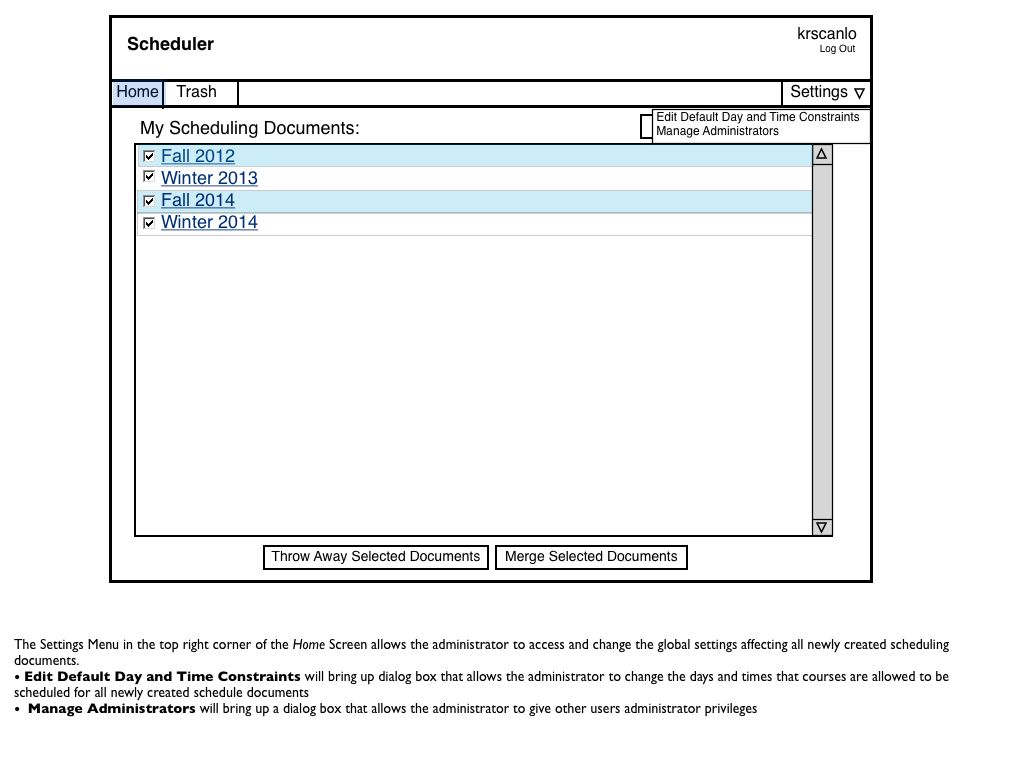 Scheduler
krscanlo
Log Out
Home
Trash
Settings
Edit Default Day and Time Constraints
Manage Administrators
My Scheduling Documents:
Fall 2012
Winter 2013
Fall 2014
Winter 2014
Throw Away Selected Documents
Merge Selected Documents
The Settings Menu in the top right corner of the Home Screen allows the administrator to access and change the global settings affecting all newly created scheduling
documents.
• Edit Default Day and Time Constraints will bring up dialog box that allows the administrator to change the days and times that courses are allowed to be
scheduled for all newly created schedule documents
• Manage Administrators will bring up a dialog box that allows the administrator to give other users administrator privileges